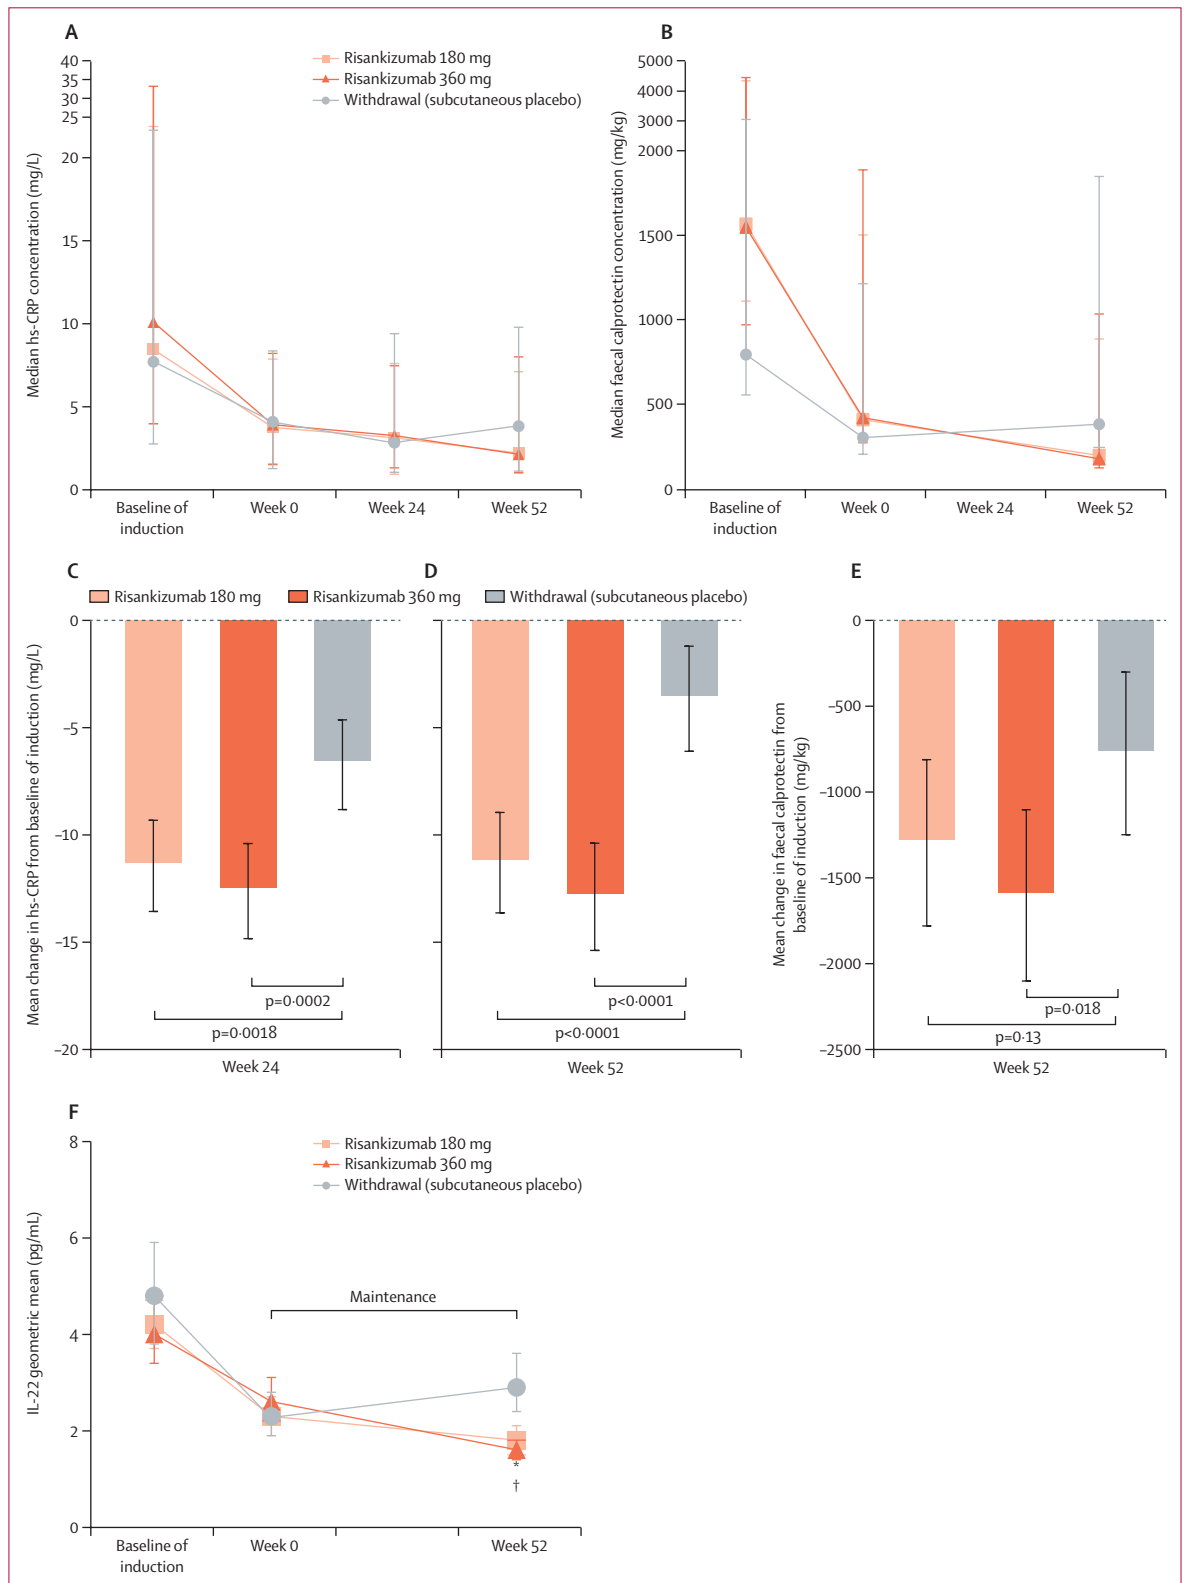 A
Risankizumab 180 mg
Risankizumab 360 mg
Withdrawal (subcutaneous placebo)
Median hs-CRP concentration (mg/L)
40
35
30
25
20
15
10
5
0
Baseline of
induction
Week 0
Week 24
Week 52
B
Median faecal calprotectin concentration (mg/kg)
5000
4000
3000
2000
1500
1000
500
0
Baseline of
induction
Week 0
Week 24
Week 52
C
D
E
Risankizumab 180 mg
Risankizumab 360 mg
Withdrawal (subcutaneous placebo)
Mean change in hs-CRP from baseline of induction (mg/L)
0
–5
–10
–15
–20
p=0·0002
p=0·0018
Week 24
p<0·0001
p<0·0001
Week 52
Mean change in faecal calprotectin from
baseline of induction (mg/kg)
0
–500
–1000
–1500
–2000
–2500
p=0·018
p=0·13
Week 52
F
Risankizumab 180 mg
Risankizumab 360 mg
Withdrawal (subcutaneous placebo)
IL-22 geometric mean (pg/mL)
8
6
4
2
0
Maintenance
*
†
Baseline of
induction
Week 0
Week 52